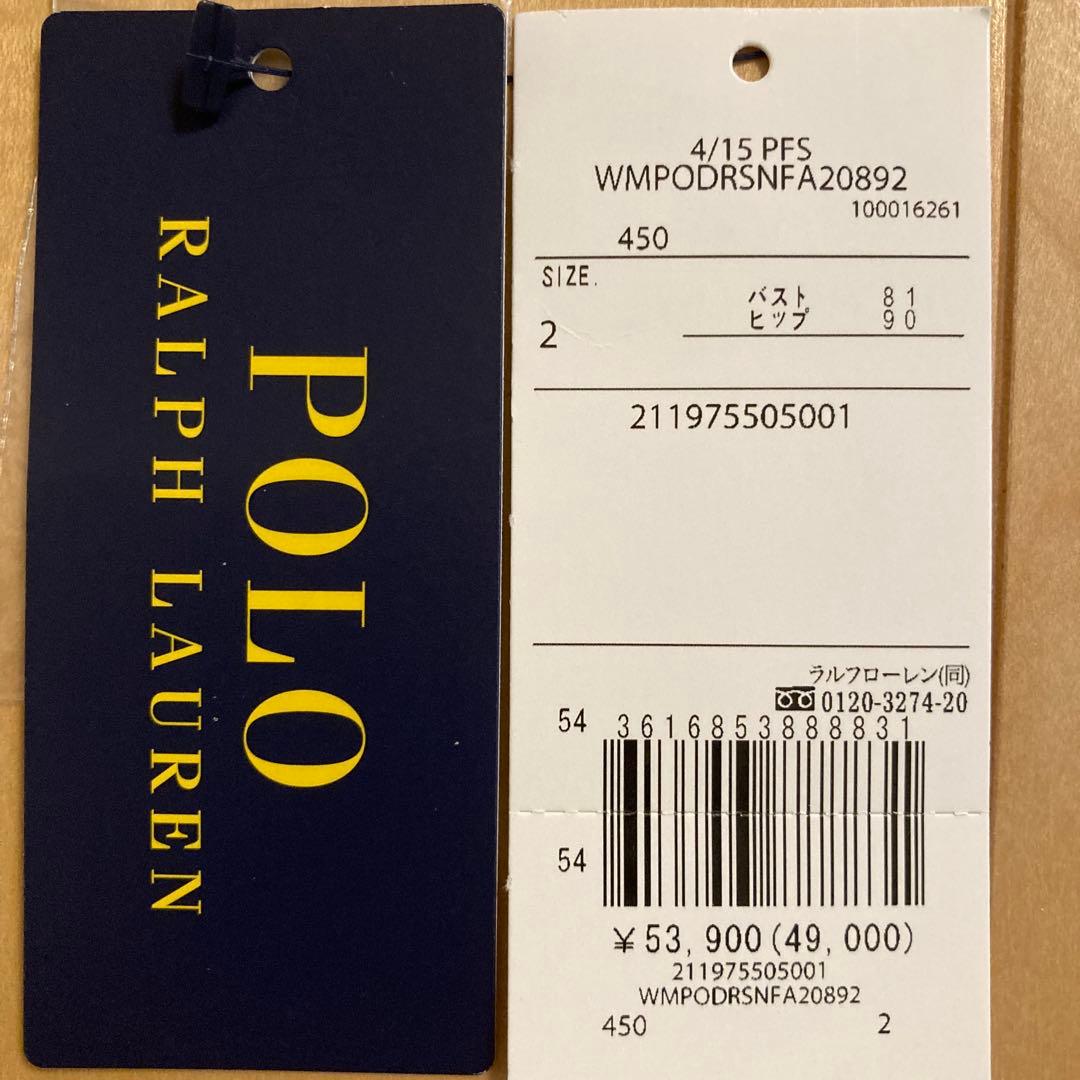 POLO
RALPH LAUREN
4/15 PFS
WMPODRSNFA20892
100016261
450
SIZE.
バスト 81
ヒップ 90
2
211975505001
ラルフローレン(同)
0120-3274-20
54 3616853888831
54
¥53,900(49,000)
211975505001
WMPODRSNFA20892
450 2